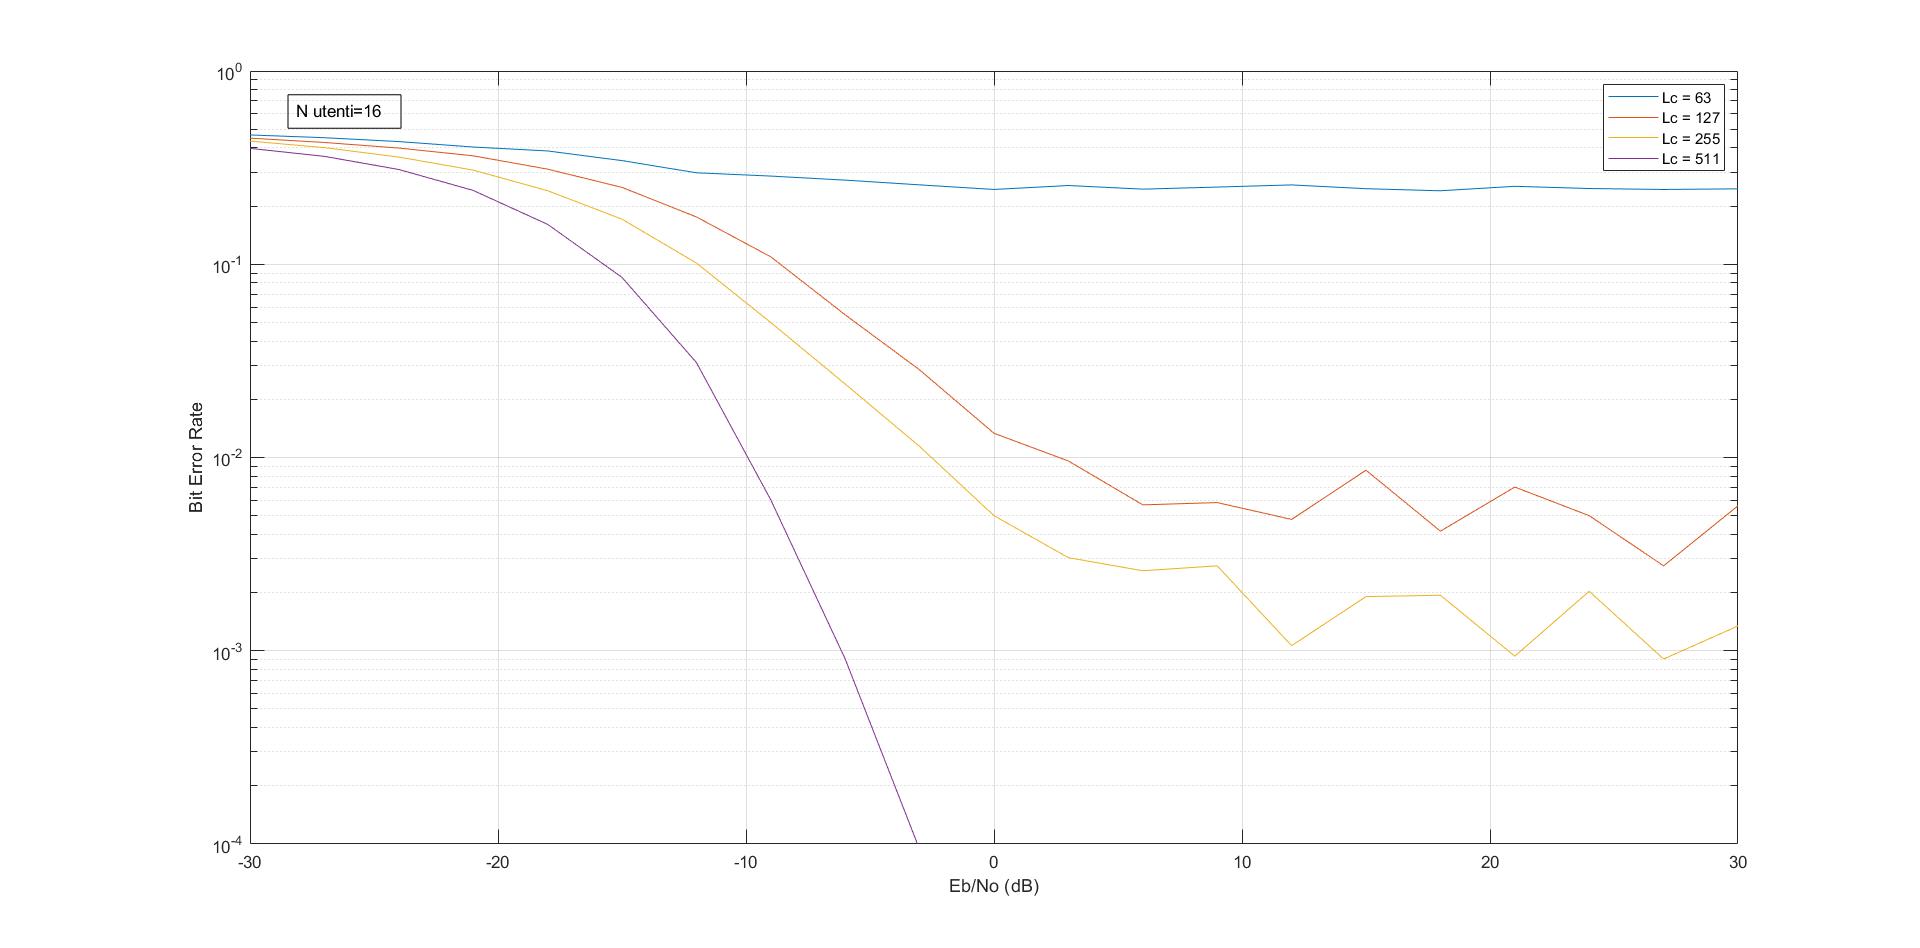 N utenti=16
Lc = 63
Lc = 127
Lc = 255
Lc = 511
10^0
10^-1
10^-2
10^-3
10^-4
Bit Error Rate
-30 -20 -10 0 10 20 30
Eb/No (dB)